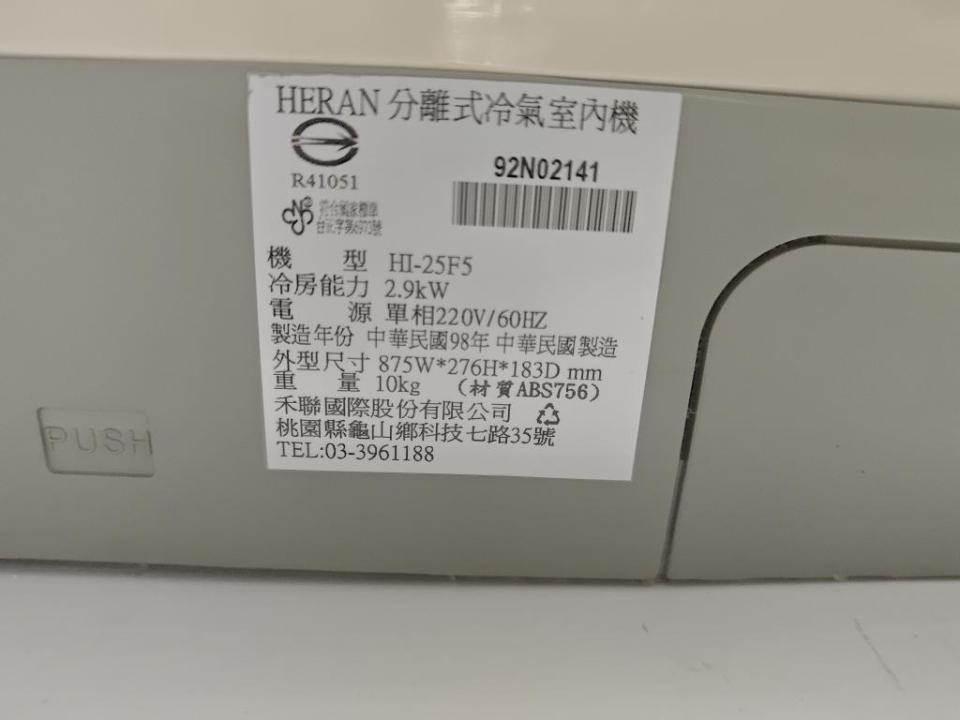 HERAN 分離式冷氣室內機
R41051
92N02141
機 型 HI-25F5
冷房能力 2.9kW
電 源 單相220V/60HZ
製造年份 中華民國98年 中華民國製造
外型尺寸 875W*276H*183D mm
重 量 10kg (材質ABS756)
禾聯國際股份有限公司
桃園縣龜山鄉科技七路35號
TEL:03-3961188
PUSH